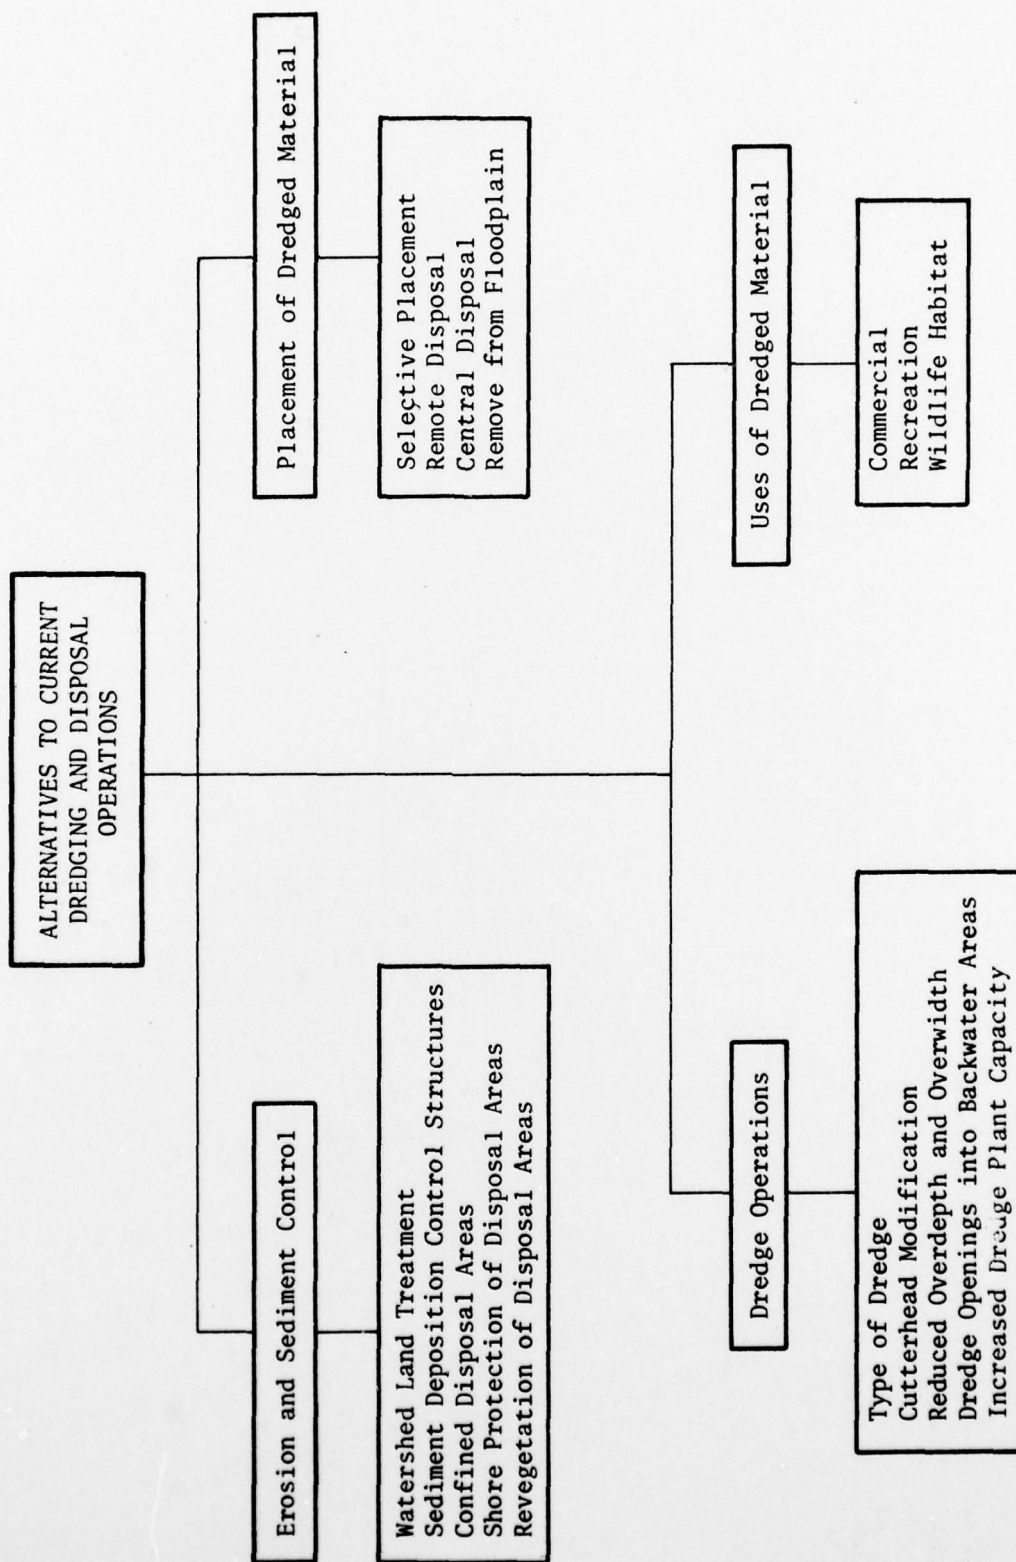 ALTERNATIVES TO CURRENT
DREDGING AND DISPOSAL
OPERATIONS
Erosion and Sediment Control
Watershed Land Treatment
Sediment Deposition Control Structures
Confined Disposal Areas
Shore Protection of Disposal Areas
Revegetation of Disposal Areas
Placement of Dredged Material
Selective Placement
Remote Disposal
Central Disposal
Remove from Floodplain
Dredge Operations
Type of Dredge
Cutterhead Modification
Reduced Overdepth and Overwidth
Dredge Openings into Backwater Areas
Increased Dredge Plant Capacity
Uses of Dredged Material
Commercial
Recreation
Wildlife Habitat